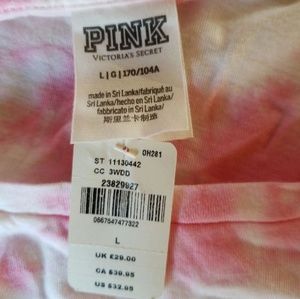 PINK
VICTORIA'S SECRET
L | G | 170/104A
made in Sri Lanka/fabriqué au
Sri Lanka/hecho en Sri Lanka/
fabbricato in Sri Lanka/
斯里兰卡制造
0H281
ST 11130442
CC 3WDD
23829927
0667547477322
L
UK £29.00
CA $39.95
US $32.95